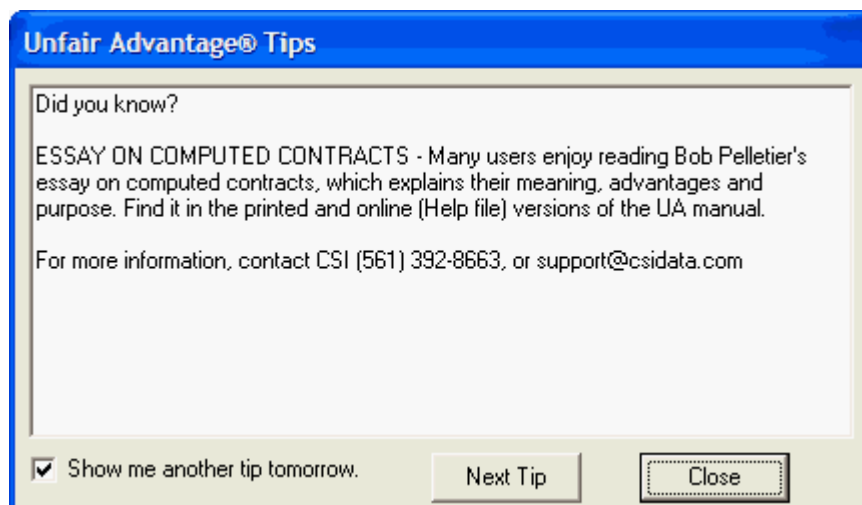 Unfair Advantage® Tips
Did you know?
ESSAY ON COMPUTED CONTRACTS - Many users enjoy reading Bob Pelletier's
essay on computed contracts, which explains their meaning, advantages and
purpose. Find it in the printed and online (Help file) versions of the UA manual.
For more information, contact CSI (561) 392-8663, or support@csidata.com
Show me another tip tomorrow.
Next Tip
Close